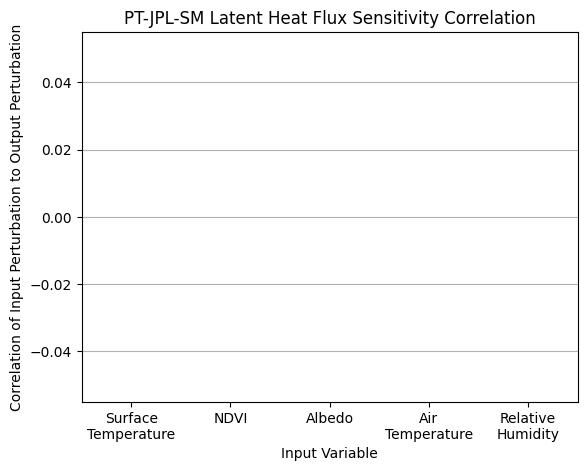 PT-JPL-SM Latent Heat Flux Sensitivity Correlation
Correlation of Input Perturbation to Output Perturbation
0.04
0.02
0.00
−0.02
−0.04
Surface
Temperature
NDVI
Albedo
Air
Temperature
Relative
Humidity
Input Variable